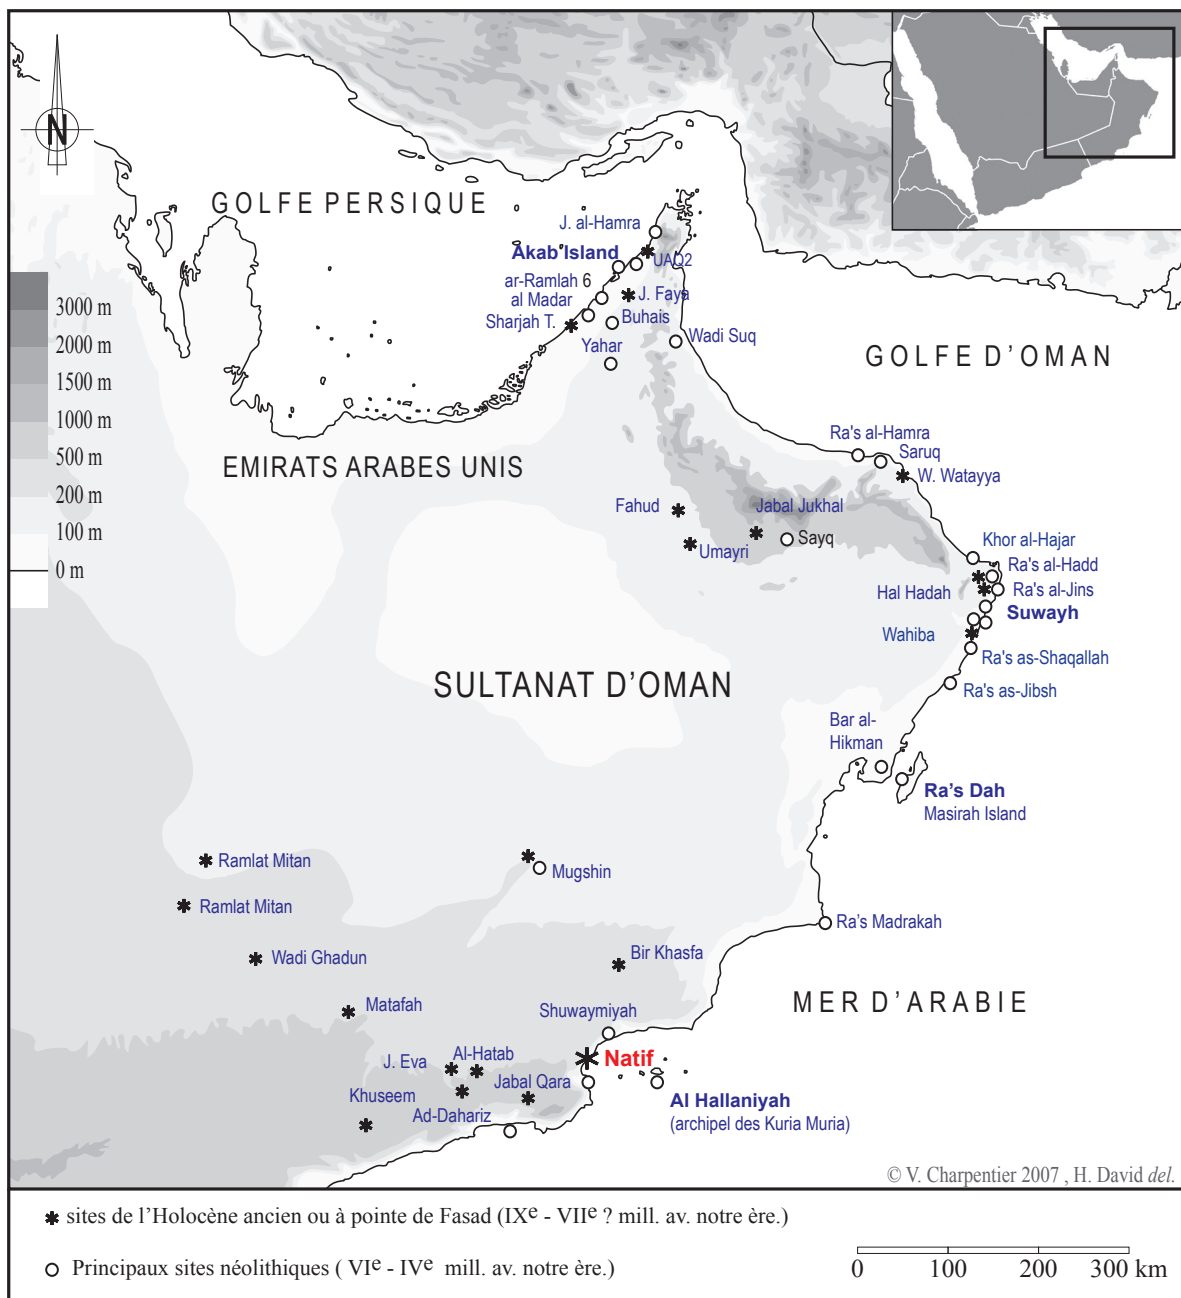 N
GOLFE PERSIQUE
J. al-Hamra
Akab Island
UAQ2
ar-Ramlah 6
J. Faya
al Madar
Sharjah T.
Buhais
Yahar
Wadi Suq
GOLFE D'OMAN
3000 m
2000 m
1500 m
1000 m
500 m
200 m
100 m
0 m
EMIRATS ARABES UNIS
Ra's al-Hamra
Saruq
W. Watayya
Fahud
Jabal Jukhal
Umayri
Sayq
Khor al-Hajar
Ra's al-Hadd
Hal Hadah
Ra's al-Jins
Suwayh
Wahiba
Ra's as-Shaqallah
SULTANAT D'OMAN
Ra's as-Jibsh
Bar al-
Hikman
Ra's Dah
Masirah Island
Ramlat Mitan
Mugshin
Ramlat Mitan
Ra's Madrakah
Wadi Ghadun
Bir Khasfa
MER D'ARABIE
Matafah
Shuwaymiyah
J. Eva
Al-Hatab
Natif
Khuseem
Jabal Qara
Ad-Dahariz
Al Hallaniyah
(archipel des Kuria Muria)
© V. Charpentier 2007 , H. David del.
sites de l'Holocène ancien ou à pointe de Fasad (IXe - VIIe ? mill. av. notre ère.)
Principaux sites néolithiques ( VIe - IVe mill. av. notre ère.)
0 100 200 300 km